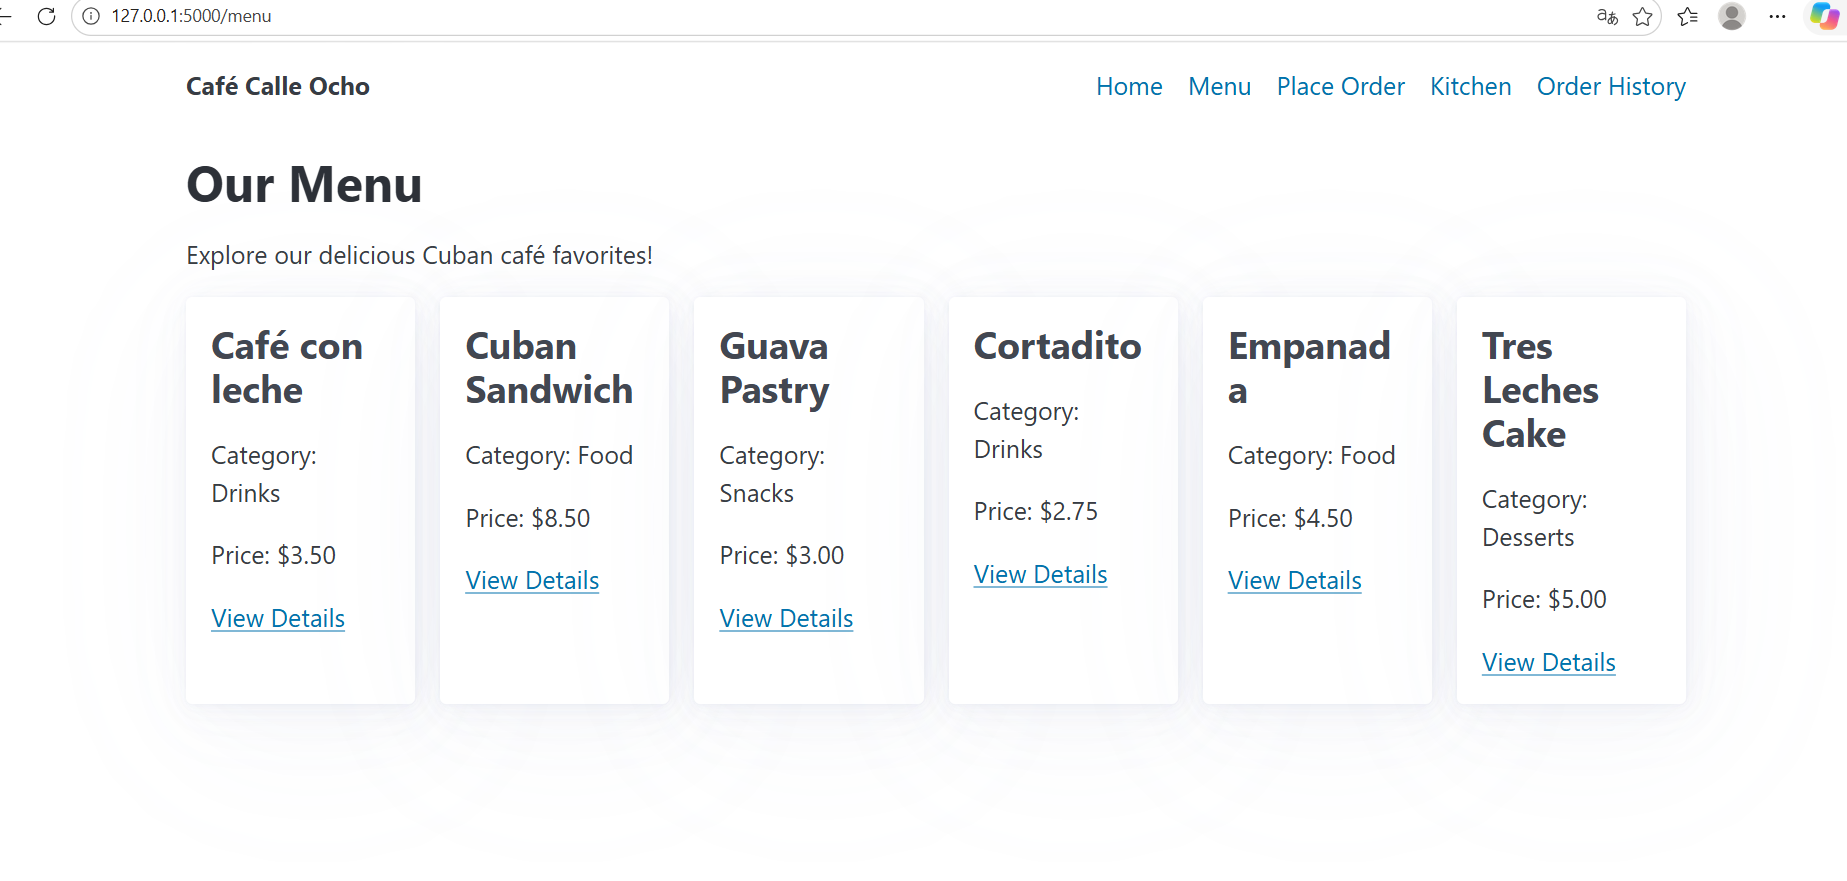 127.0.0.1:5000/menu
Café Calle Ocho
Home Menu Place Order Kitchen Order History
Our Menu
Explore our delicious Cuban café favorites!
Café con
leche
Category:
Drinks
Price: $3.50
View Details
Cuban
Sandwich
Category: Food
Price: $8.50
View Details
Guava
Pastry
Category:
Snacks
Price: $3.00
View Details
Cortadito
Category:
Drinks
Price: $2.75
View Details
Empanad
a
Category: Food
Price: $4.50
View Details
Tres
Leches
Cake
Category:
Desserts
Price: $5.00
View Details